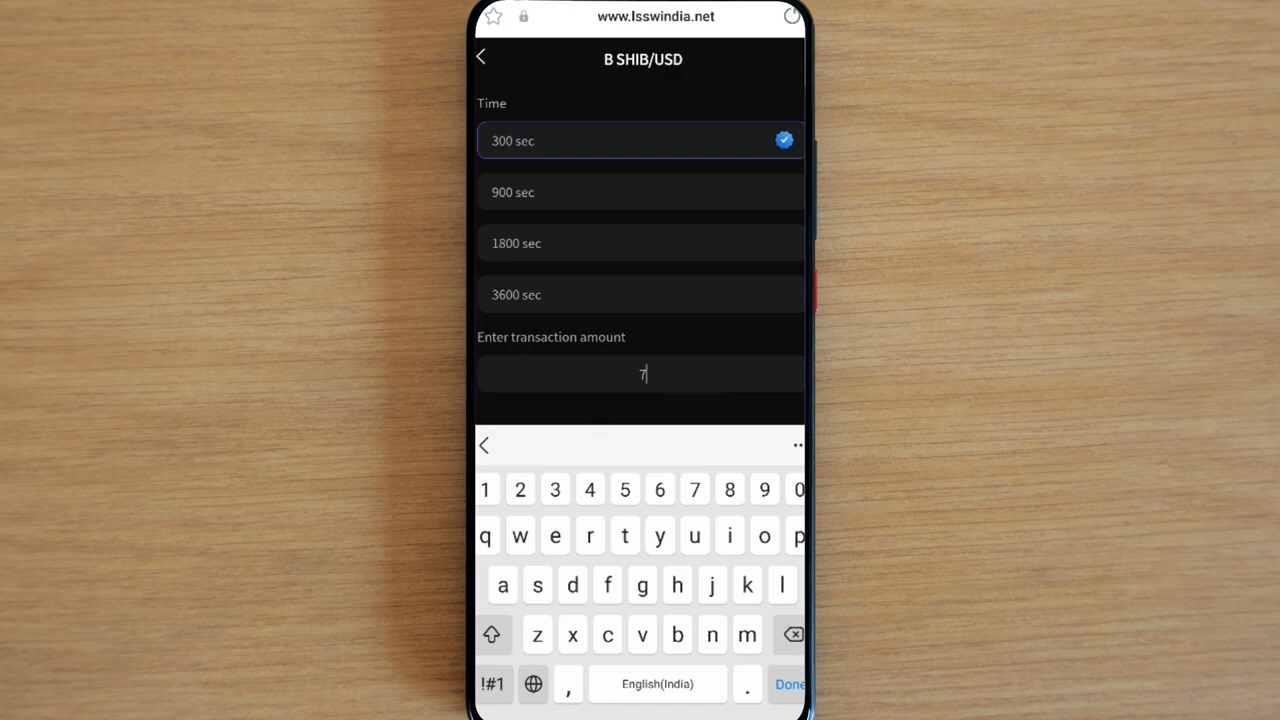 www.lsswindia.net
B SHIB/USD
Time
300 sec
900 sec
1800 sec
3600 sec
Enter transaction amount
7
1 2 3 4 5 6 7 8 9 0
q w e r t y u i o p
a s d f g h j k l
z x c v b n m
!#1 , English(India) . Done